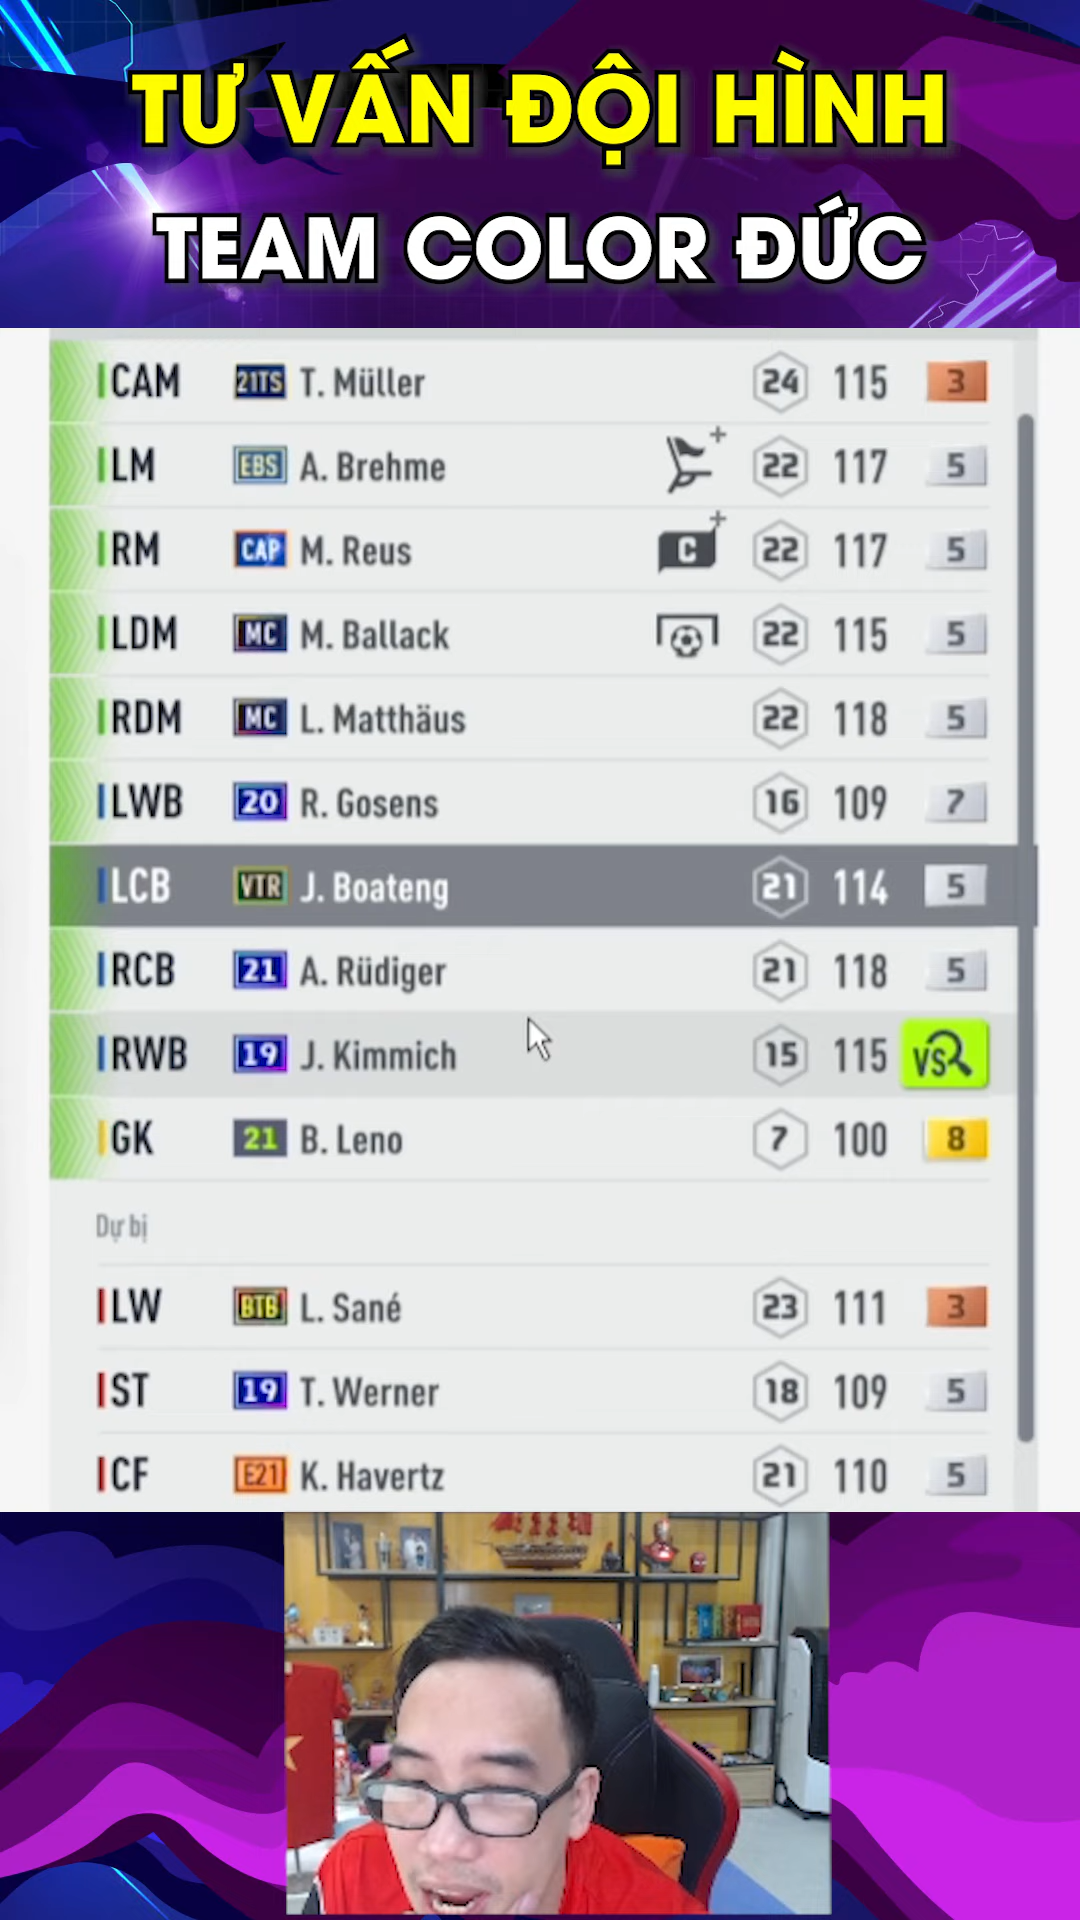 TƯ VẤN ĐỘI HÌNH
TEAM COLOR ĐỨC
CAM 21TS T. Müller 24 115 3
LM EBS A. Brehme 22 117 5
RM CAP M. Reus C 22 117 5
LDM MC M. Ballack 22 115 5
RDM MC L. Matthäus 22 118 5
LWB 20 R. Gosens 16 109 7
LCB VTR J. Boateng 21 114 5
RCB 21 A. Rüdiger 21 118 5
RWB 19 J. Kimmich 15 115 VS
GK 21 B. Leno 7 100 8
Dự bị
LW BTB L. Sané 23 111 3
ST 19 T. Werner 18 109 5
CF E21 K. Havertz 21 110 5